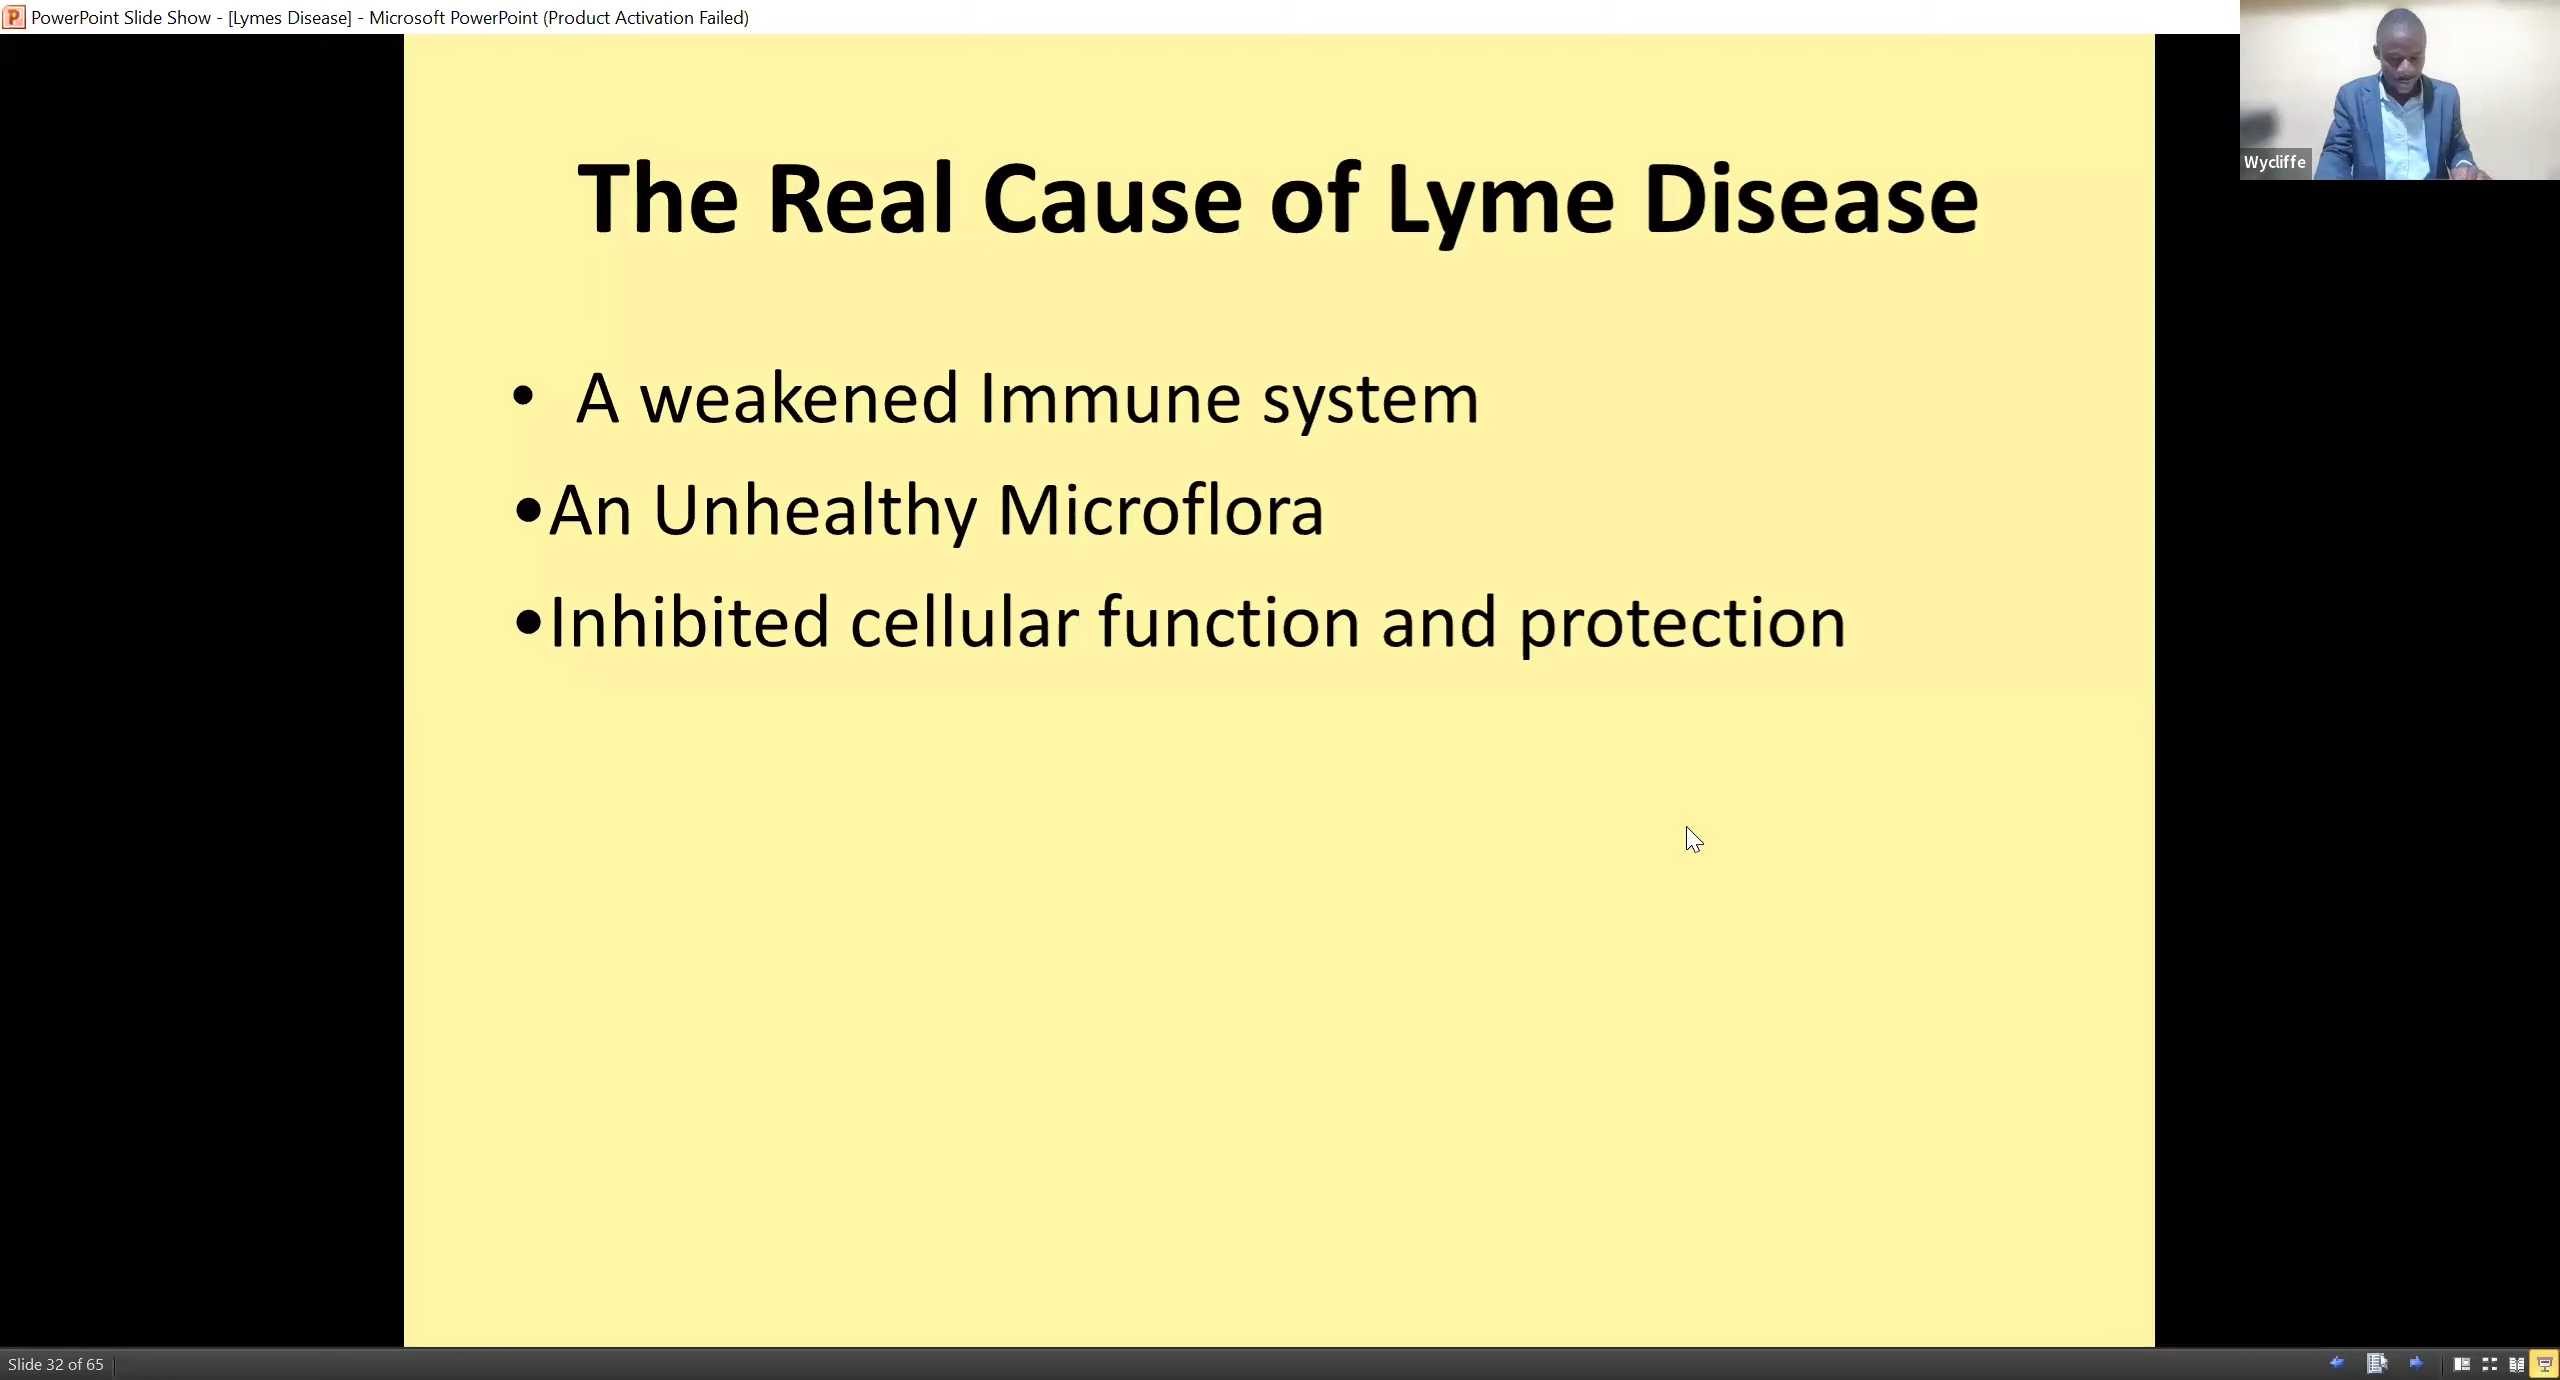 PowerPoint Slide Show - [Lymes Disease] - Microsoft PowerPoint (Product Activation Failed)
Wycliffe
The Real Cause of Lyme Disease
• A weakened Immune system
•An Unhealthy Microflora
•Inhibited cellular function and protection
Slide 32 of 65